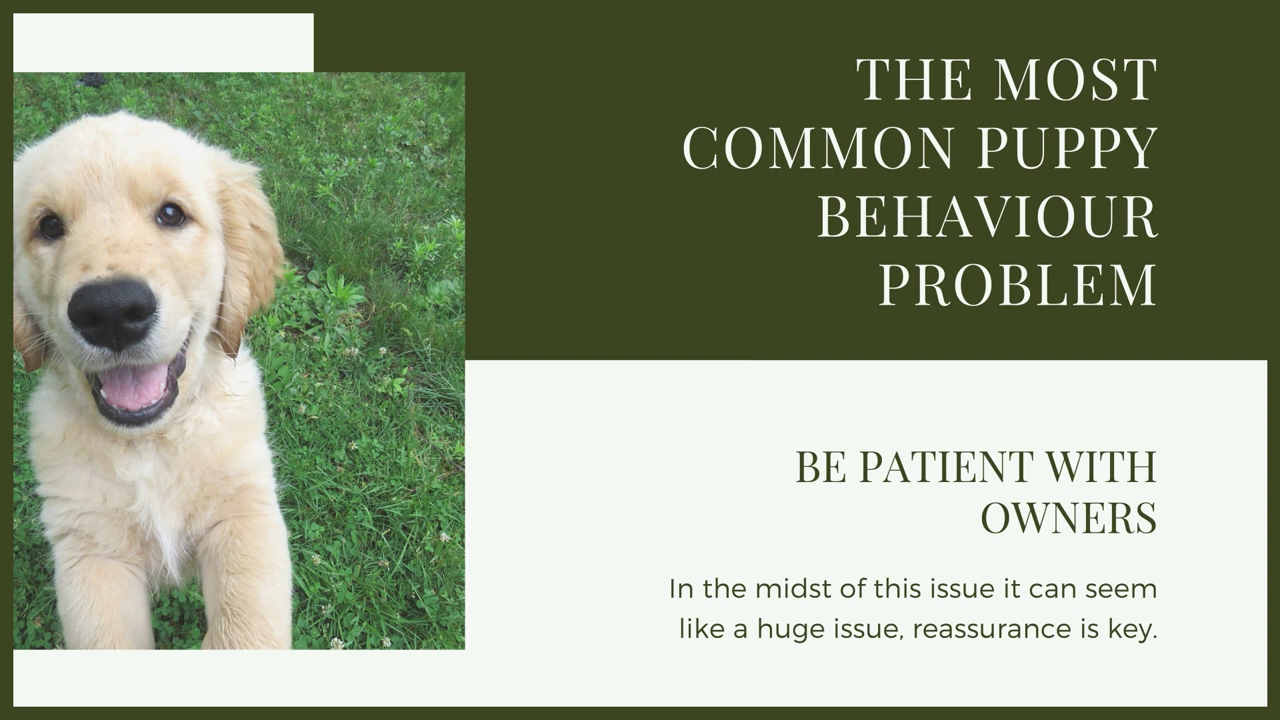 THE MOST
COMMON PUPPY
BEHAVIOUR
PROBLEM
BE PATIENT WITH
OWNERS
In the midst of this issue it can seem
like a huge issue, reassurance is key.